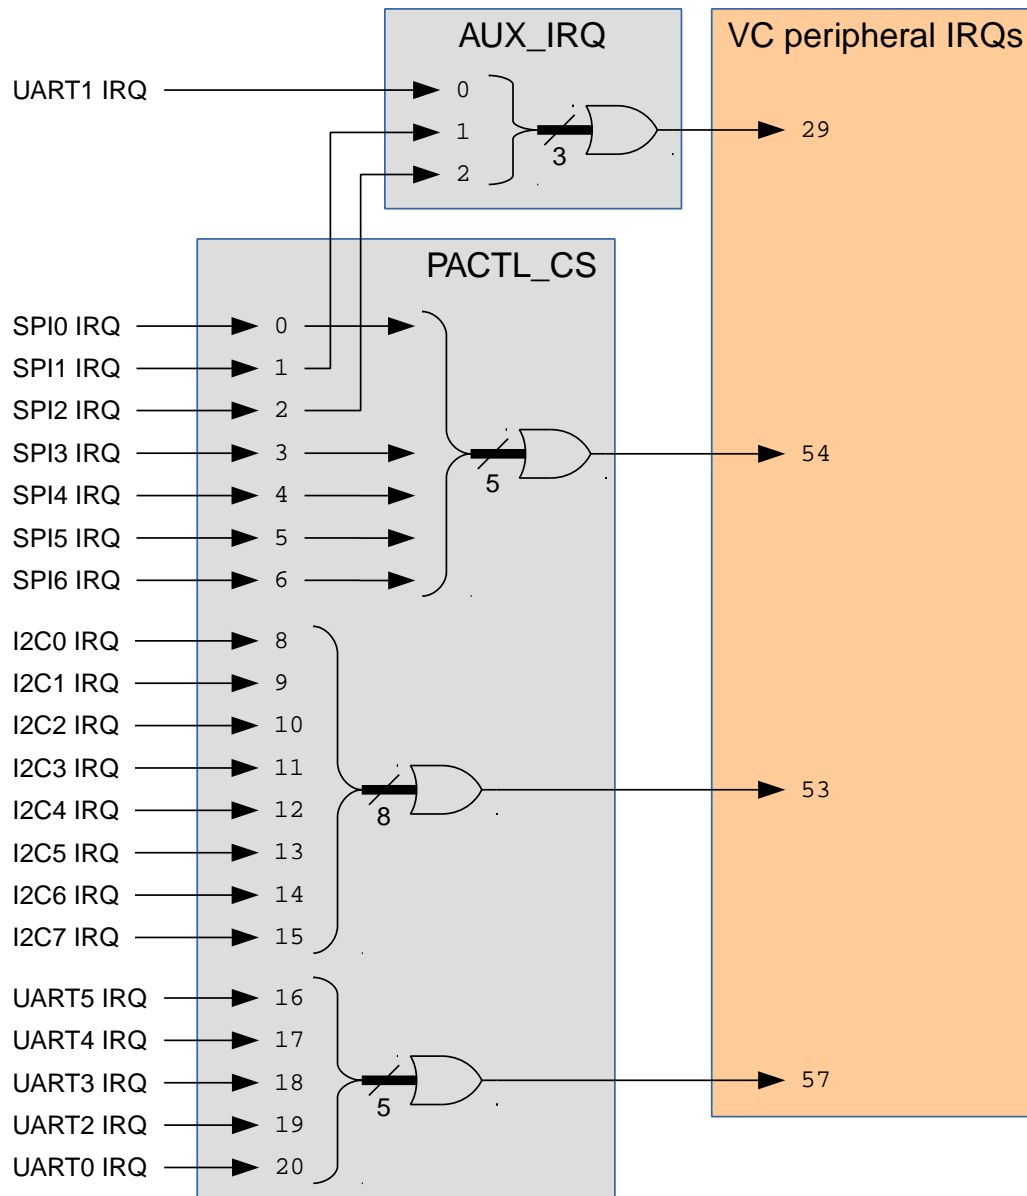 AUX_IRQ
VC peripheral IRQs
UART1 IRQ
0
1
2
3
29
PACTL_CS
SPI0 IRQ
0
SPI1 IRQ
1
SPI2 IRQ
2
SPI3 IRQ
3
SPI4 IRQ
4
SPI5 IRQ
5
SPI6 IRQ
6
5
54
I2C0 IRQ
8
I2C1 IRQ
9
I2C2 IRQ
10
I2C3 IRQ
11
I2C4 IRQ
12
I2C5 IRQ
13
I2C6 IRQ
14
I2C7 IRQ
15
8
53
UART5 IRQ
16
UART4 IRQ
17
UART3 IRQ
18
UART2 IRQ
19
UART0 IRQ
20
5
57